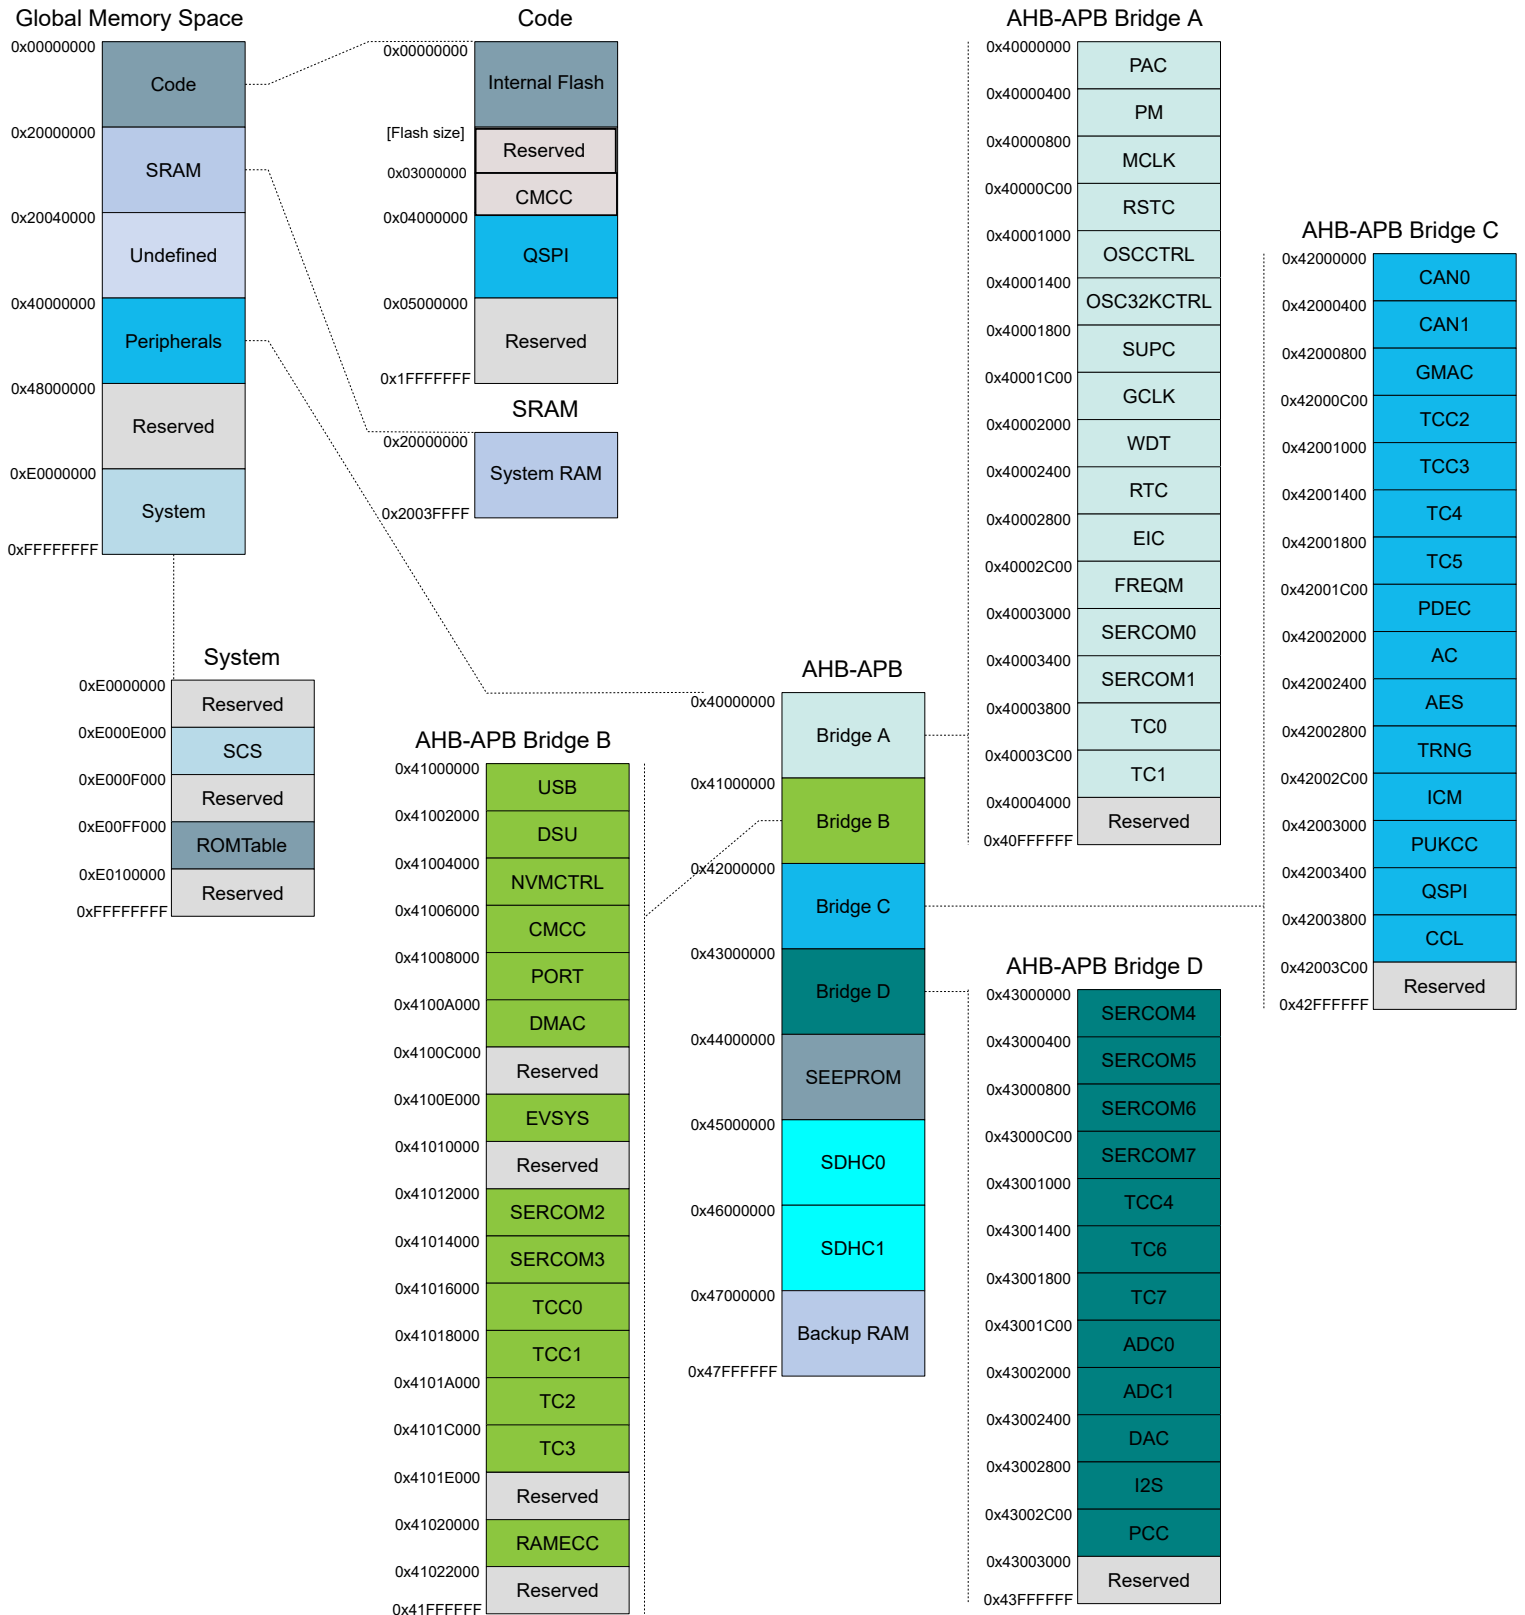 Global Memory Space
0x00000000
Code
0x20000000
SRAM
0x20040000
Undefined
0x40000000
Peripherals
0x48000000
Reserved
0xE0000000
System
0xFFFFFFFF
Code
0x00000000
Internal Flash
[Flash size]
Reserved
0x03000000
CMCC
0x04000000
QSPI
0x05000000
Reserved
0x1FFFFFFF
SRAM
0x20000000
System RAM
0x2003FFFF
System
0xE0000000
Reserved
0xE000E000
SCS
0xE000F000
Reserved
0xE00FF000
ROMTable
0xE0100000
Reserved
0xFFFFFFFF
AHB-APB Bridge B
0x41000000
USB
0x41002000
DSU
0x41004000
NVMCTRL
0x41006000
CMCC
0x41008000
PORT
0x4100A000
DMAC
0x4100C000
Reserved
0x4100E000
EVSYS
0x41010000
Reserved
0x41012000
SERCOM2
0x41014000
SERCOM3
0x41016000
TCC0
0x41018000
TCC1
0x4101A000
TC2
0x4101C000
TC3
0x4101E000
Reserved
0x41020000
RAMECC
0x41022000
Reserved
0x41FFFFFF
AHB-APB
0x40000000
Bridge A
0x41000000
Bridge B
0x42000000
Bridge C
0x43000000
Bridge D
0x44000000
SEEPROM
0x45000000
SDHC0
0x46000000
SDHC1
0x47000000
Backup RAM
0x47FFFFFF
AHB-APB Bridge A
0x40000000
PAC
0x40000400
PM
0x40000800
MCLK
0x40000C00
RSTC
0x40001000
OSCCTRL
0x40001400
OSC32KCTRL
0x40001800
SUPC
0x40001C00
GCLK
0x40002000
WDT
0x40002400
RTC
0x40002800
EIC
0x40002C00
FREQM
0x40003000
SERCOM0
0x40003400
SERCOM1
0x40003800
TC0
0x40003C00
TC1
0x40004000
Reserved
0x40FFFFFF
AHB-APB Bridge D
0x43000000
SERCOM4
0x43000400
SERCOM5
0x43000800
SERCOM6
0x43000C00
SERCOM7
0x43001000
TCC4
0x43001400
TC6
0x43001800
TC7
0x43001C00
ADC0
0x43002000
ADC1
0x43002400
DAC
0x43002800
I2S
0x43002C00
PCC
0x43003000
Reserved
0x43FFFFFF
AHB-APB Bridge C
0x42000000
CAN0
0x42000400
CAN1
0x42000800
GMAC
0x42000C00
TCC2
0x42001000
TCC3
0x42001400
TC4
0x42001800
TC5
0x42001C00
PDEC
0x42002000
AC
0x42002400
AES
0x42002800
TRNG
0x42002C00
ICM
0x42003000
PUKCC
0x42003400
QSPI
0x42003800
CCL
0x42003C00
Reserved
0x42FFFFFF